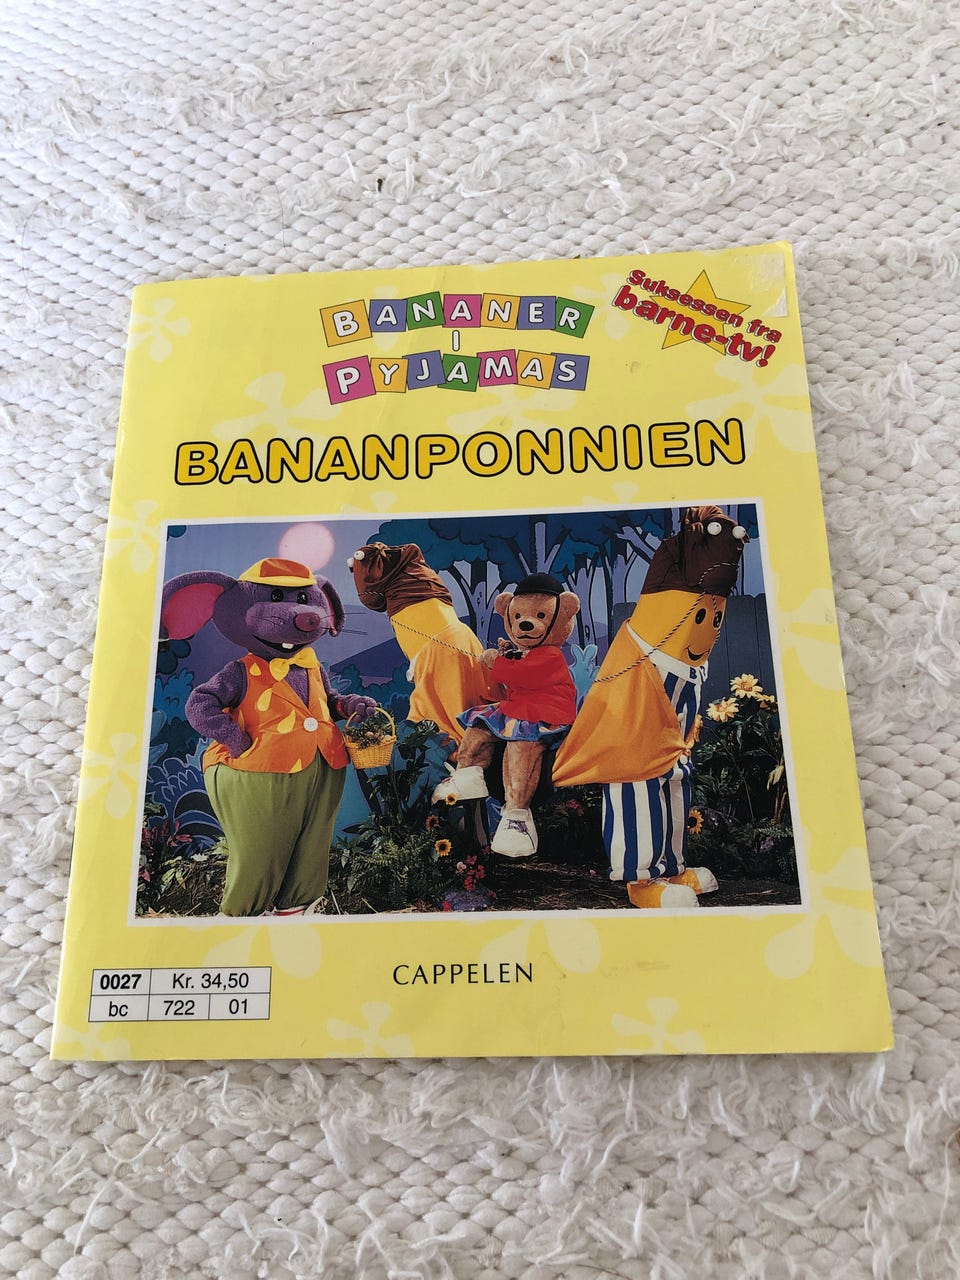 BANANER
I
PYJAMAS
Suksessen fra
barne-tv!
BANANPONNIEN
B
CAPPELEN
0027 Kr. 34,50
bc 722 01